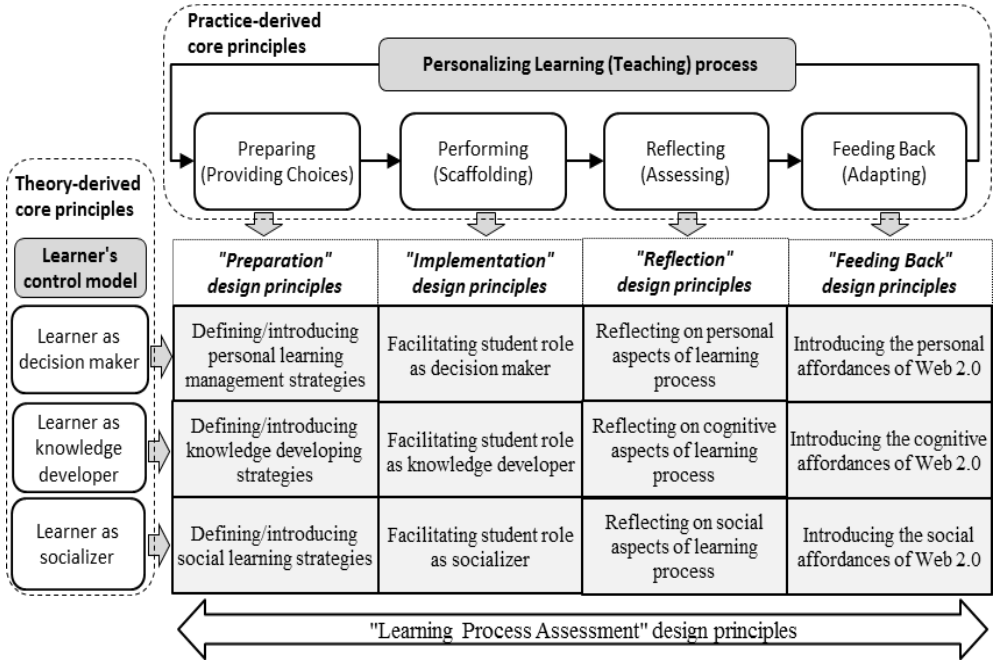 Practice-derived
core principles
Personalizing Learning (Teaching) process
Preparing
(Providing Choices)
Performing
(Scaffolding)
Reflecting
(Assessing)
Feeding Back
(Adapting)
Theory-derived
core principles
Learner's
control model
"Preparation"
design principles
"Implementation"
design principles
"Reflection"
design principles
"Feeding Back"
design principles
Learner as
decision maker
Defining/introducing
personal learning
management strategies
Facilitating student role
as decision maker
Reflecting on personal
aspects of learning
process
Introducing the personal
affordances of Web 2.0
Learner as
knowledge
developer
Defining/introducing
knowledge developing
strategies
Facilitating student role
as knowledge developer
Reflecting on cognitive
aspects of learning
process
Introducing the cognitive
affordances of Web 2.0
Learner as
socializer
Defining/introducing
social learning strategies
Facilitating student role
as socializer
Reflecting on social
aspects of learning
process
Introducing the social
affordances of Web 2.0
"Learning Process Assessment" design principles